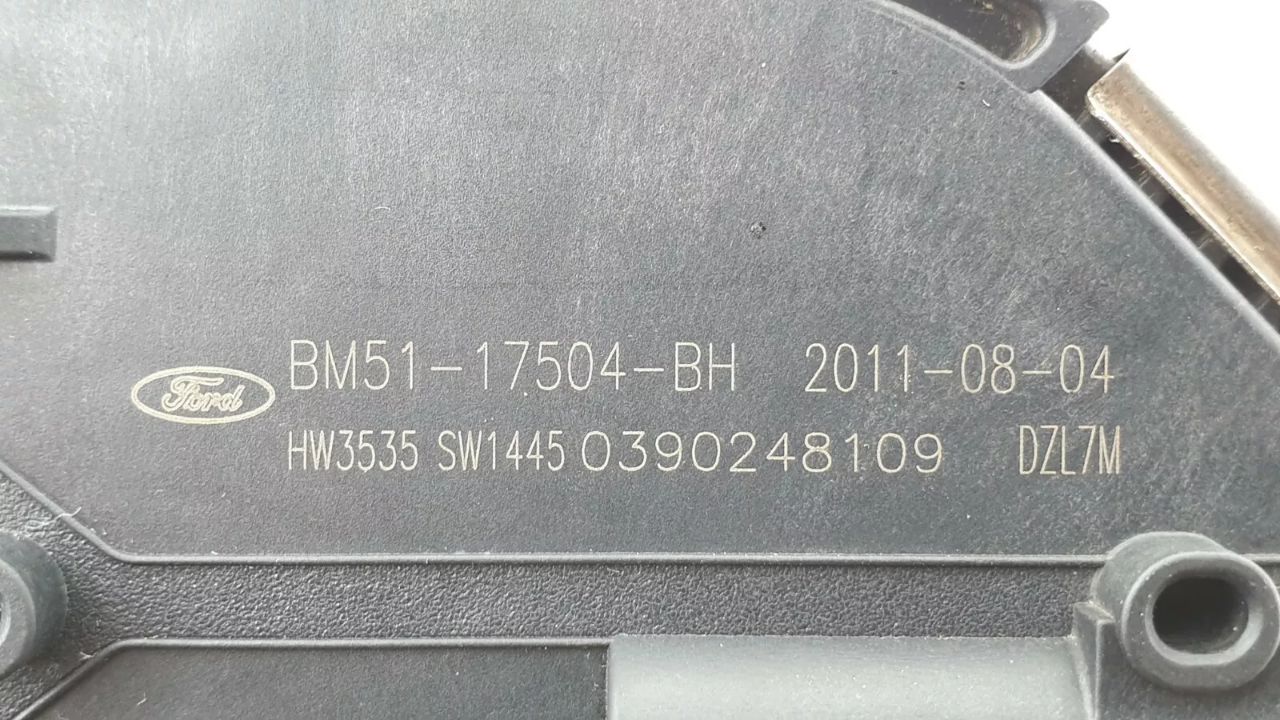 Ford BM51-17504-BH 2011-08-04
HW3535 SW1445 0390248109 DZL7M